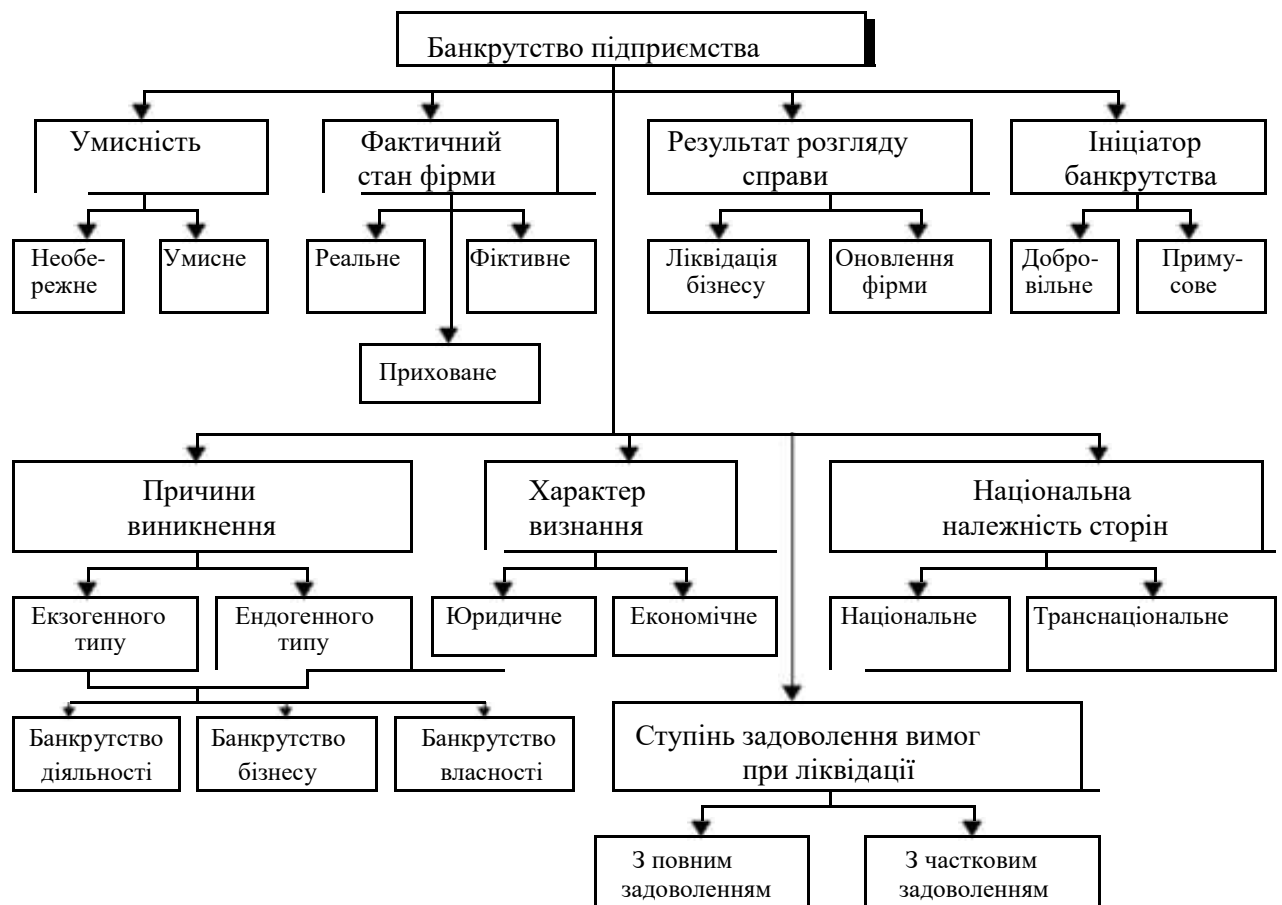 Банкрутство підприємства
Умисність
Фактичний
стан фірми
Результат розгляду
справи
Ініціатор
банкрутства
Необе-
режне
Умисне
Реальне
Фіктивне
Ліквідація
бізнесу
Оновлення
фірми
Добро-
вільне
Приму-
сове
Приховане
Причини
виникнення
Характер
визнання
Національна
належність сторін
Екзогенного
типу
Ендогенного
типу
Юридичне
Економічне
Національне
Транснаціональне
Банкрутство
діяльності
Банкрутство
бізнесу
Банкрутство
власності
Ступінь задоволення вимог
при ліквідації
З повним
задоволенням
З частковим
задоволенням